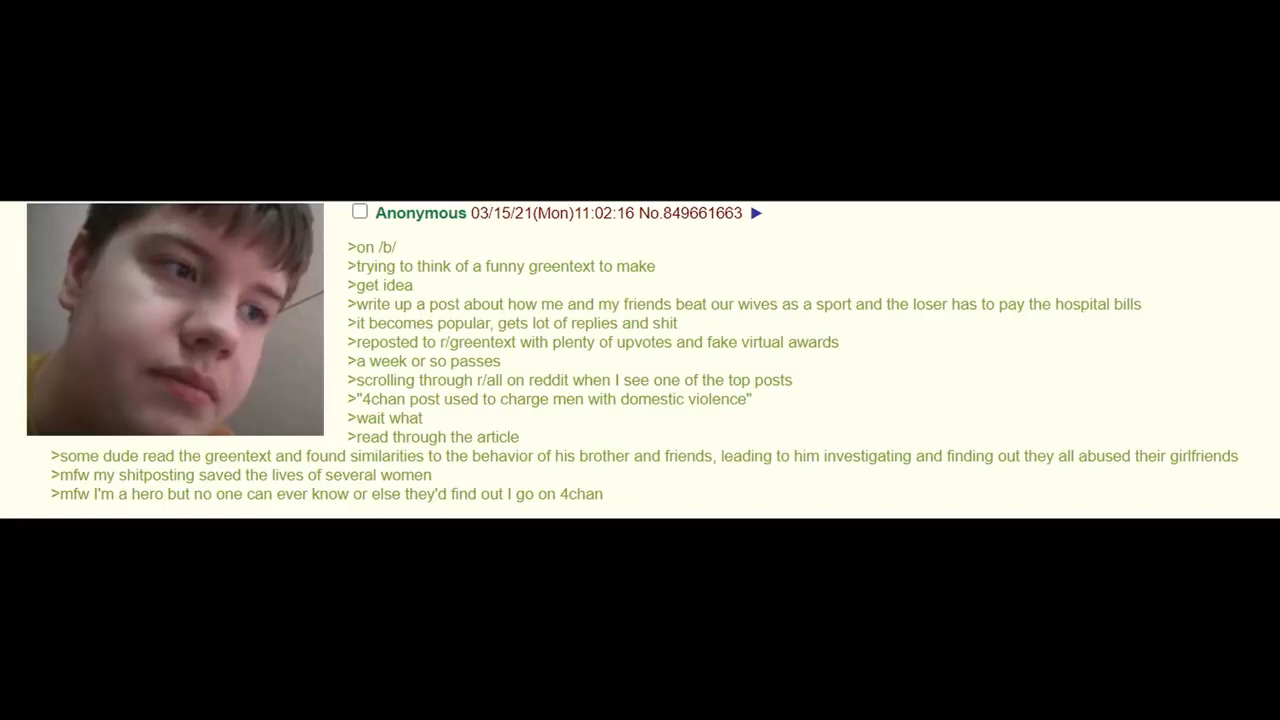 Anonymous 03/15/21(Mon)11:02:16 No.849661663 ▶
>on /b/
>trying to think of a funny greentext to make
>get idea
>write up a post about how me and my friends beat our wives as a sport and the loser has to pay the hospital bills
>it becomes popular, gets lot of replies and shit
>reposted to r/greentext with plenty of upvotes and fake virtual awards
>a week or so passes
>scrolling through r/all on reddit when I see one of the top posts
>"4chan post used to charge men with domestic violence"
>wait what
>read through the article
>some dude read the greentext and found similarities to the behavior of his brother and friends, leading to him investigating and finding out they all abused their girlfriends
>mfw my shitposting saved the lives of several women
>mfw I'm a hero but no one can ever know or else they'd find out I go on 4chan